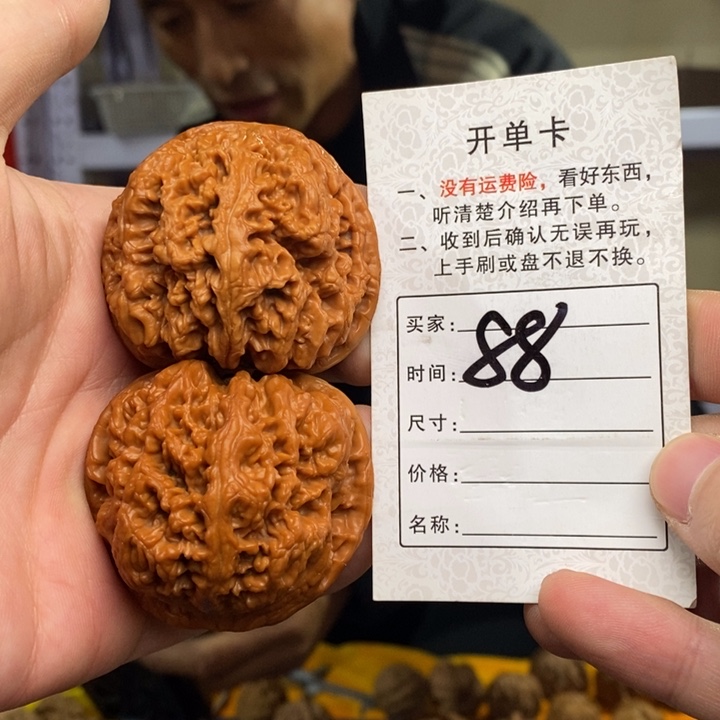 开单卡
一、没有运费险，看好东西，
听清楚介绍再下单。
二、收到后确认无误再玩，
上手刷或盘不退不换。
买家：
88
时间：
尺寸：
价格：
名称：